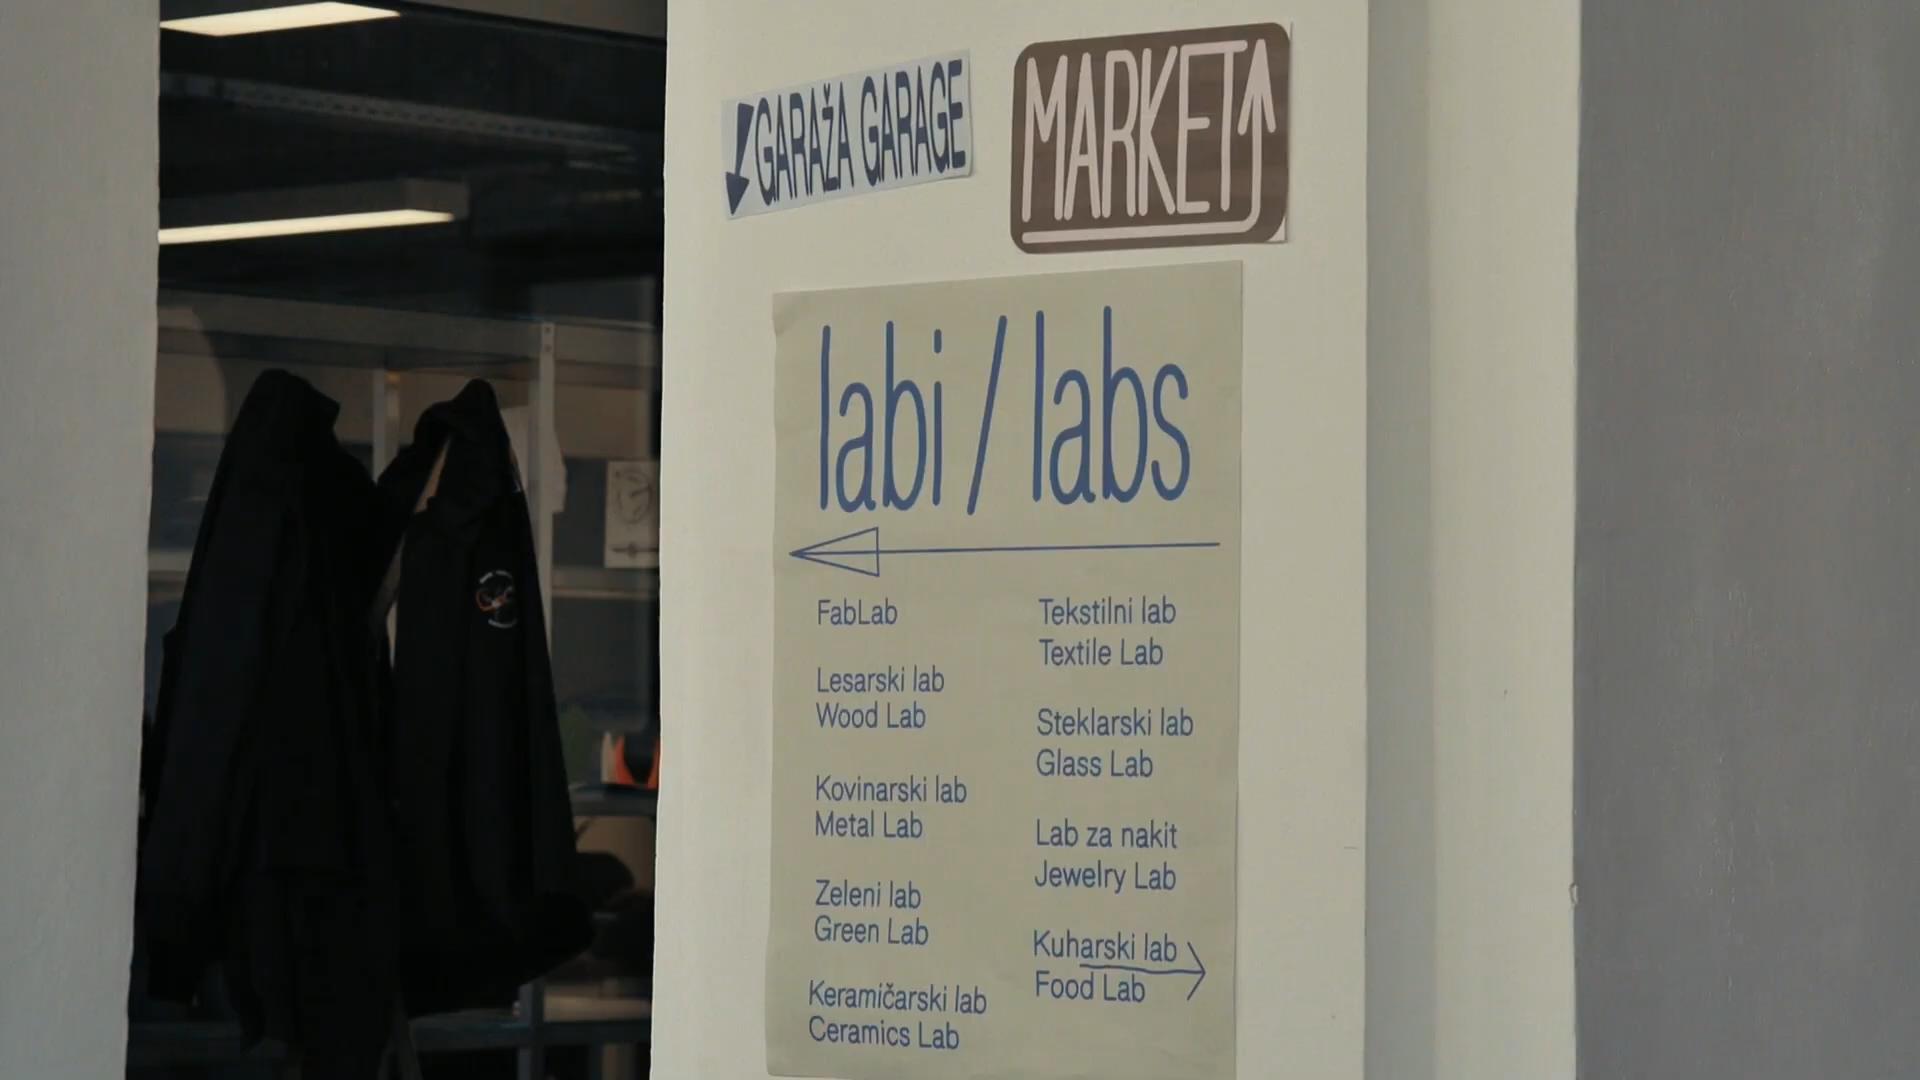 GARAŽA GARAGE
MARKET
labi / labs
FabLab
Lesarski lab
Wood Lab
Kovinarski lab
Metal Lab
Zeleni lab
Green Lab
Keramičarski lab
Ceramics Lab
Tekstilni lab
Textile Lab
Steklarski lab
Glass Lab
Lab za nakit
Jewelry Lab
Kuharski lab
Food Lab